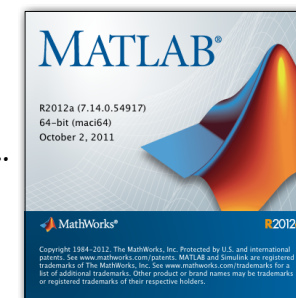 MATLAB®
R2012a (7.14.0.54917)
64-bit (maci64)
October 2, 2011
..
MathWorks®
R2012
Copyright 1984-2012. The MathWorks, Inc. Protected by U.S. and international
patents. See www.mathworks.com/patents. MATLAB and Simulink are registered
trademarks of The MathWorks, Inc. See www.mathworks.com/trademarks for a
list of additional trademarks. Other product or brand names may be trademarks
or registered trademarks of their respective holders.